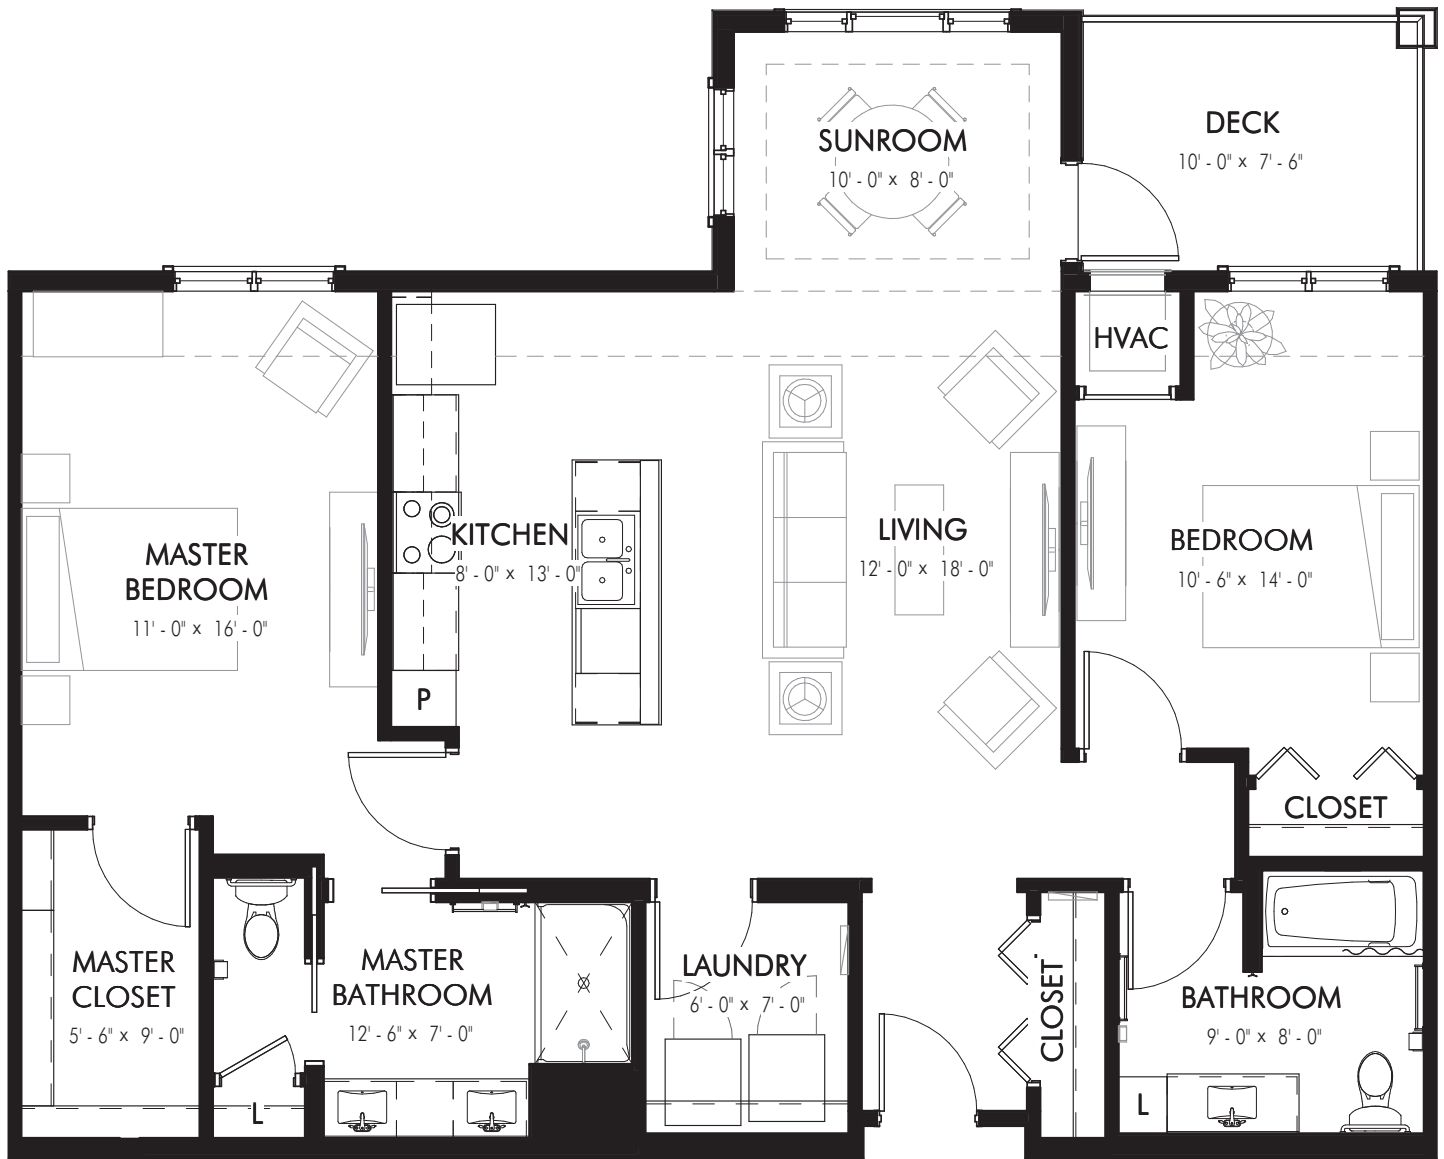 SUNROOM
10' - 0" x 8' - 0"
DECK
10' - 0" x 7' - 6"
HVAC
MASTER
BEDROOM
11' - 0" x 16' - 0"
KITCHEN
8' - 0" x 13' - 0"
P
LIVING
12' - 0" x 18' - 0"
BEDROOM
10' - 6" x 14' - 0"
CLOSET
MASTER
CLOSET
5' - 6" x 9' - 0"
L
MASTER
BATHROOM
12' - 6" x 7' - 0"
LAUNDRY
6' - 0" x 7' - 0"
CLOSET
BATHROOM
9' - 0" x 8' - 0"
L